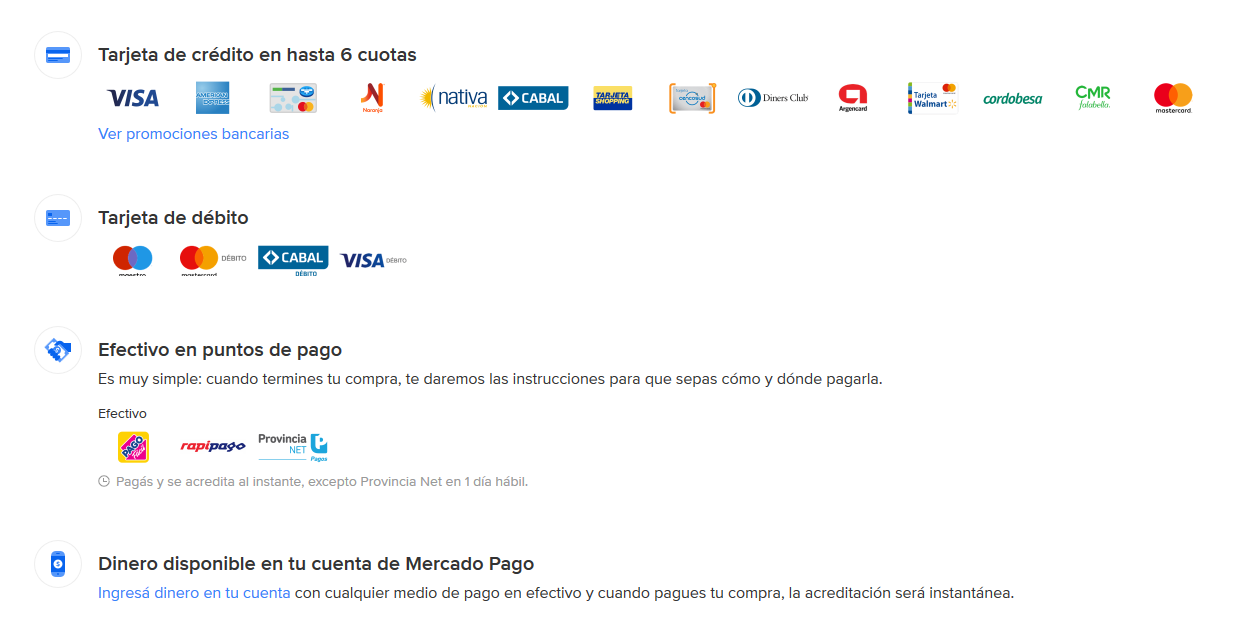 Tarjeta de crédito en hasta 6 cuotas
VISA AMERICAN EXPRESS Naranja nativa CABAL TARJETA SHOPPING cencosud Diners Club Argencard Tarjeta Walmart cordobesa CMR falabella. mastercard
Ver promociones bancarias
Tarjeta de débito
maestro mastercard DÉBITO CABAL DÉBITO VISA DÉBITO
Efectivo en puntos de pago
Es muy simple: cuando termines tu compra, te daremos las instrucciones para que sepas cómo y dónde pagarla.
Efectivo
PAGO fácil rapipago Provincia NET Pagos
Pagás y se acredita al instante, excepto Provincia Net en 1 día hábil.
Dinero disponible en tu cuenta de Mercado Pago
Ingresá dinero en tu cuenta con cualquier medio de pago en efectivo y cuando pagues tu compra, la acreditación será instantánea.